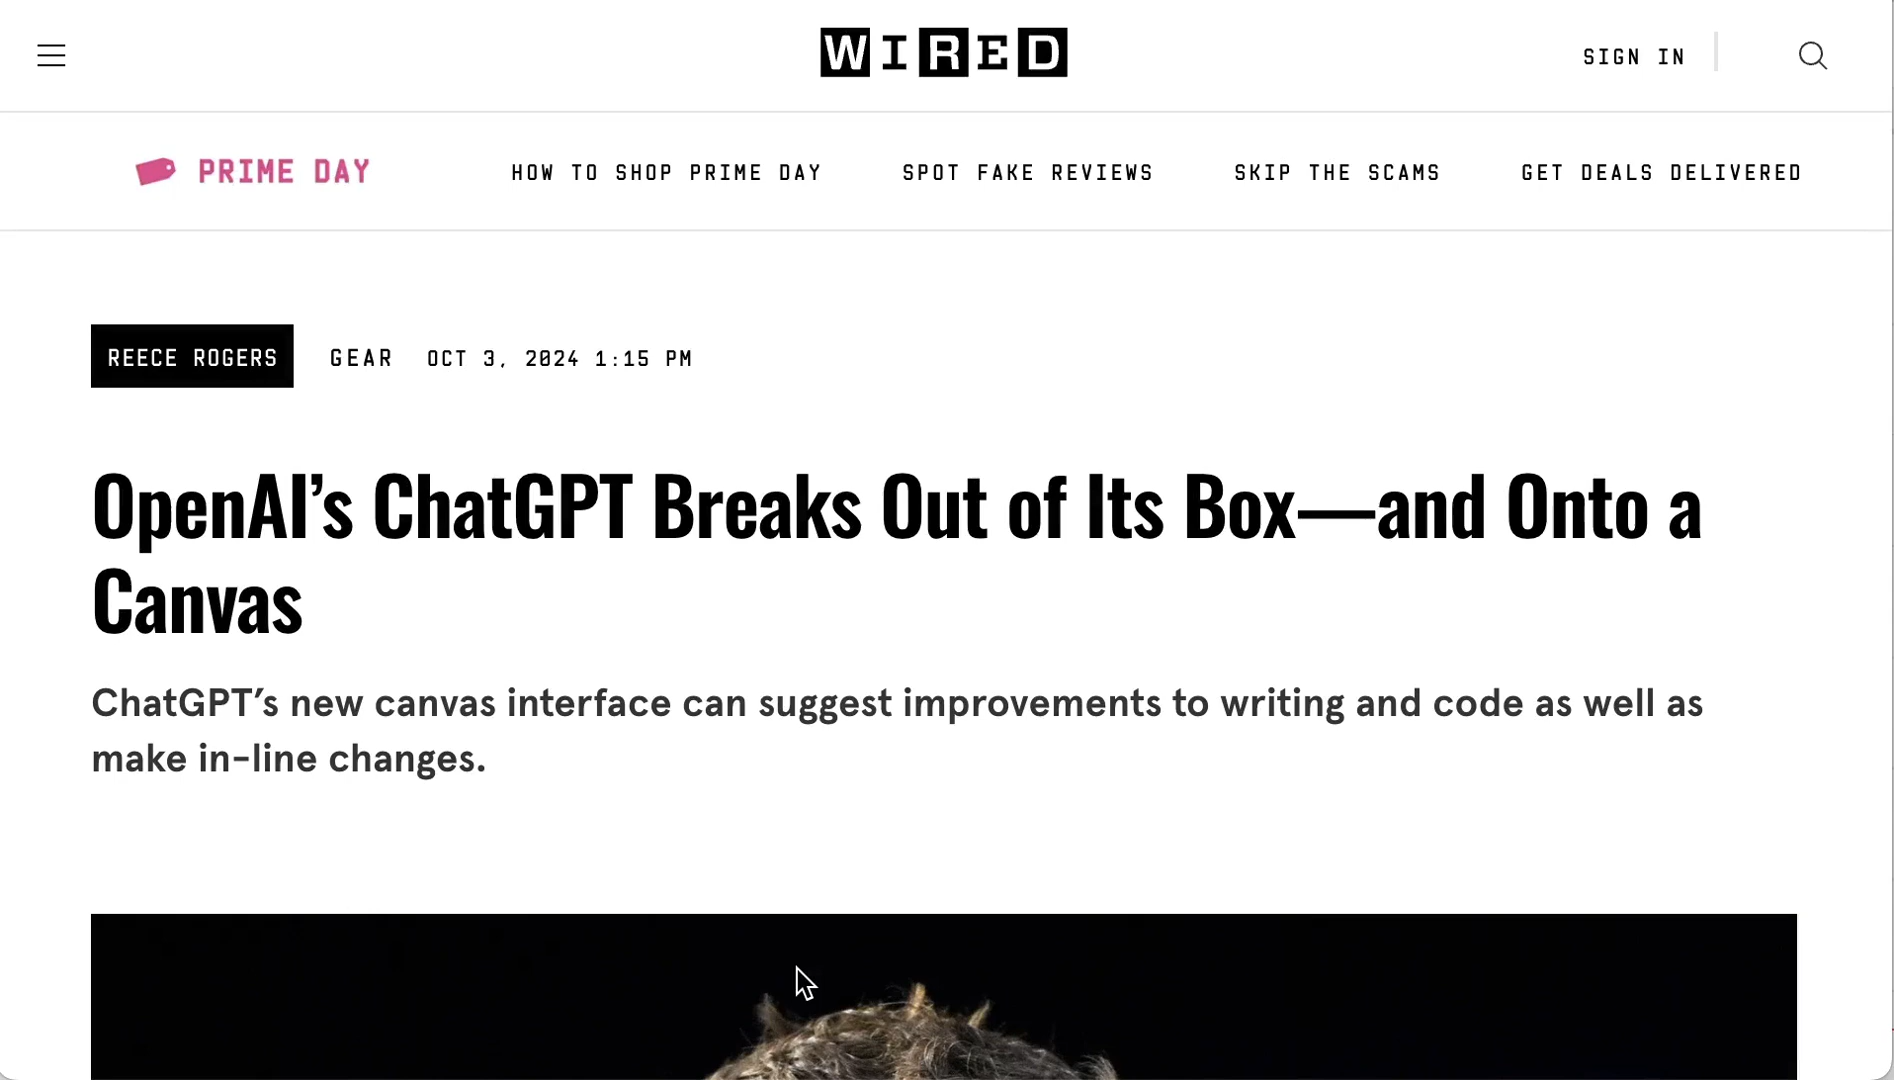 WIRED
SIGN IN
PRIME DAY
HOW TO SHOP PRIME DAY
SPOT FAKE REVIEWS
SKIP THE SCAMS
GET DEALS DELIVERED
REECE ROGERS
GEAR
OCT 3, 2024 1:15 PM
OpenAI’s ChatGPT Breaks Out of Its Box—and Onto a
Canvas
ChatGPT’s new canvas interface can suggest improvements to writing and code as well as
make in-line changes.